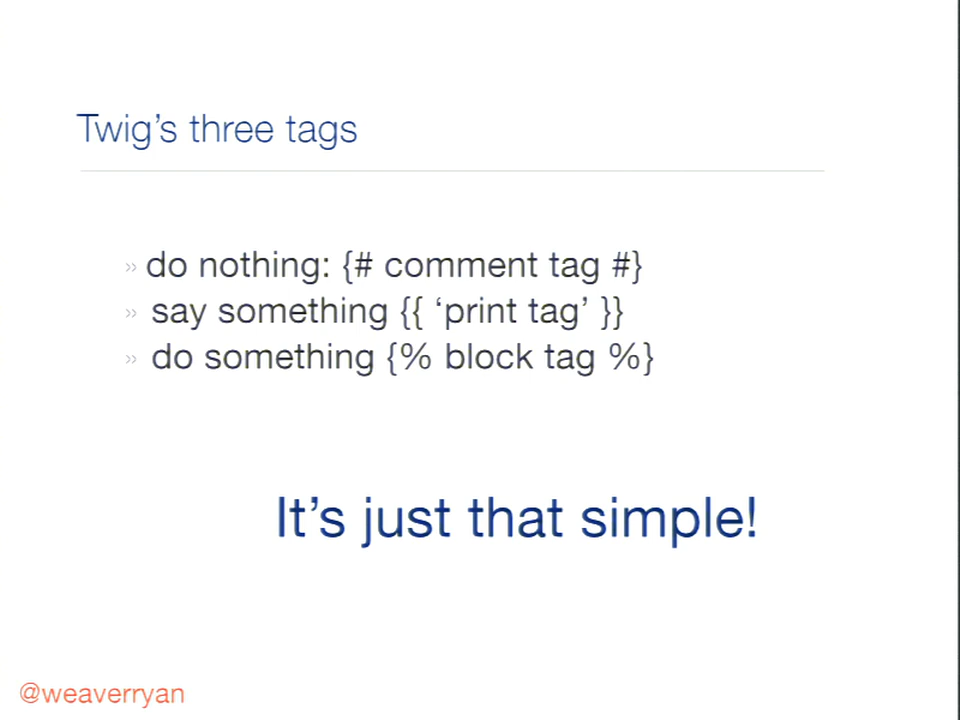 Twig’s three tags
» do nothing: {# comment tag #}
» say something {{ ‘print tag’ }}
» do something {% block tag %}
It’s just that simple!
@weaverryan